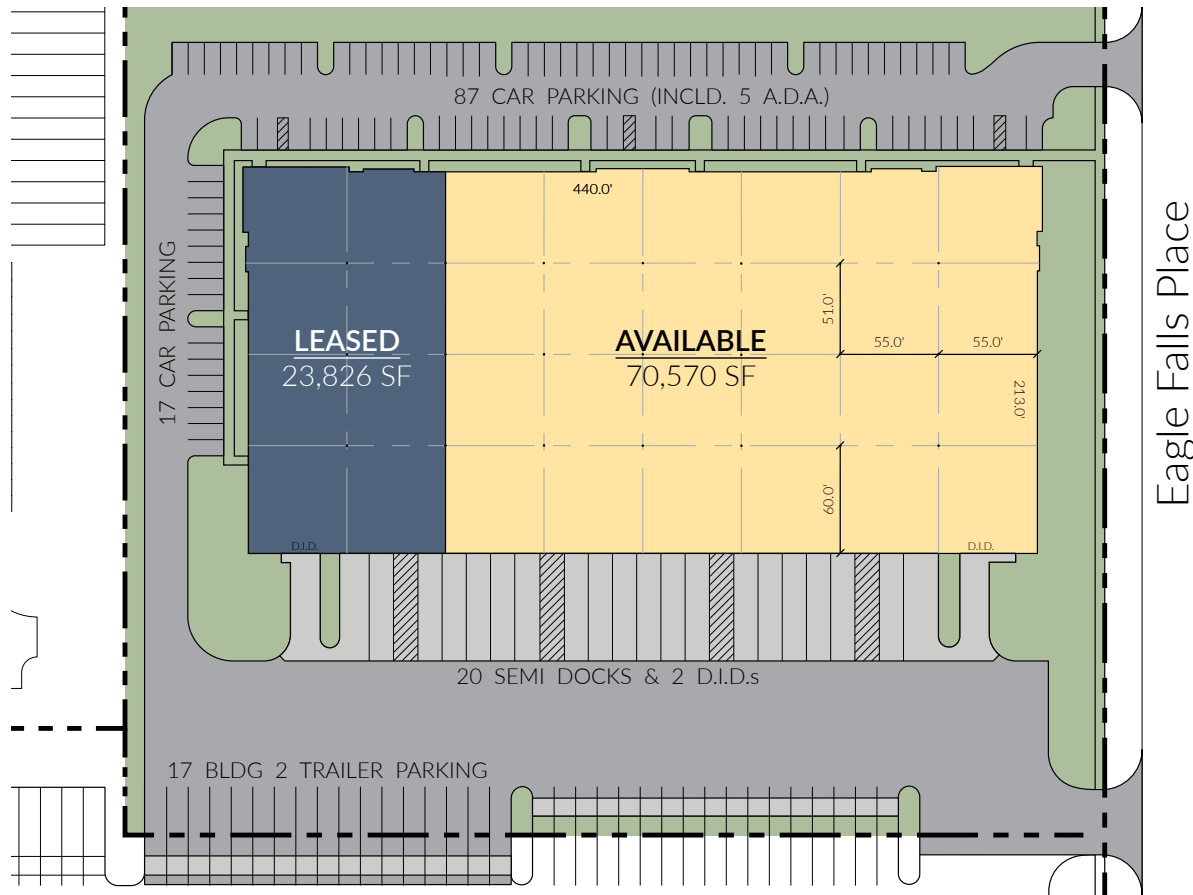 87 CAR PARKING (INCLD. 5 A.D.A.)
440.0'
17 CAR PARKING
LEASED
23,826 SF
AVAILABLE
70,570 SF
51.0'
55.0'
55.0'
213.0'
60.0'
Eagle Falls Place
D.I.D.
D.I.D.
20 SEMI DOCKS & 2 D.I.D.s
17 BLDG 2 TRAILER PARKING